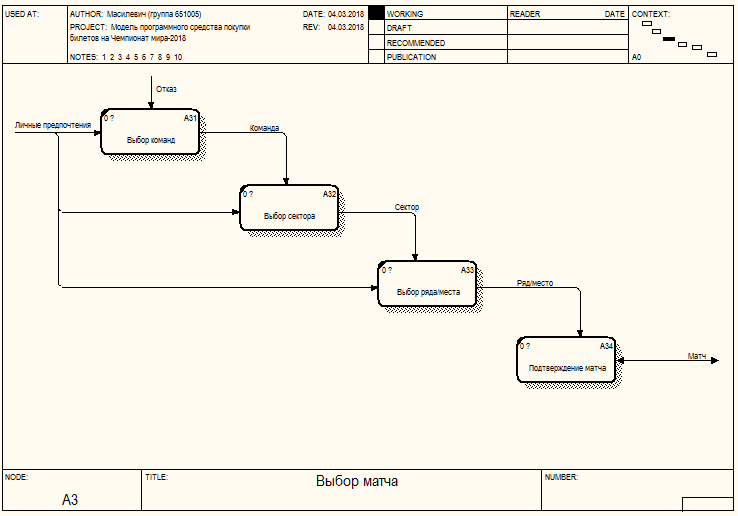 USED AT:
AUTHOR: Масилевич (группа 651005)
DATE: 04.03.2018
PROJECT: Модель программного средства покупки
билетов на Чемпионат мира-2018
REV: 04.03.2018
NOTES: 1 2 3 4 5 6 7 8 9 10
WORKING
DRAFT
RECOMMENDED
PUBLICATION
READER
DATE
CONTEXT:
A0
Отказ
Личные предпочтения
0 ?
A31
Выбор команд
Команда
0 ?
A32
Выбор сектора
Сектор
0 ?
A33
Выбор ряда/места
Ряд/место
0 ?
A34
Подтверждение матча
Матч
NODE:
A3
TITLE:
Выбор матча
NUMBER: